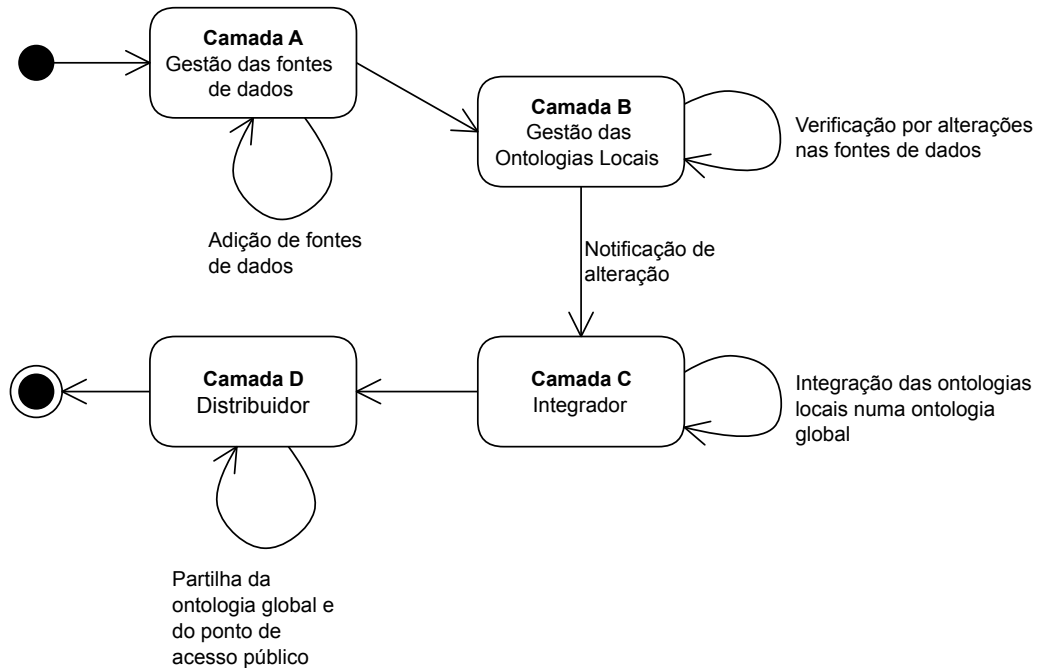 Camada A
Gestão das fontes
de dados
Camada B
Gestão das
Ontologias Locais
Verificação por alterações
nas fontes de dados
Adição de fontes
de dados
Notificação de
alteração
Camada D
Distribuidor
Camada C
Integrador
Integração das ontologias
locais numa ontologia
global
Partilha da
ontologia global e
do ponto de
acesso público